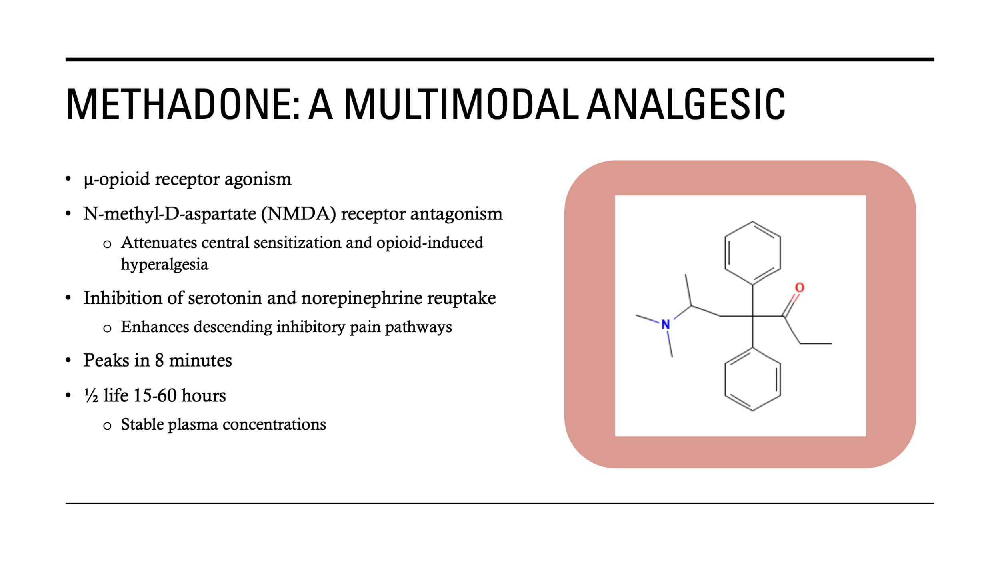 METHADONE: A MULTIMODAL ANALGESIC
• µ-opioid receptor agonism
• N-methyl-D-aspartate (NMDA) receptor antagonism
○ Attenuates central sensitization and opioid-induced
hyperalgesia
• Inhibition of serotonin and norepinephrine reuptake
○ Enhances descending inhibitory pain pathways
• Peaks in 8 minutes
• ½ life 15-60 hours
○ Stable plasma concentrations
O
N